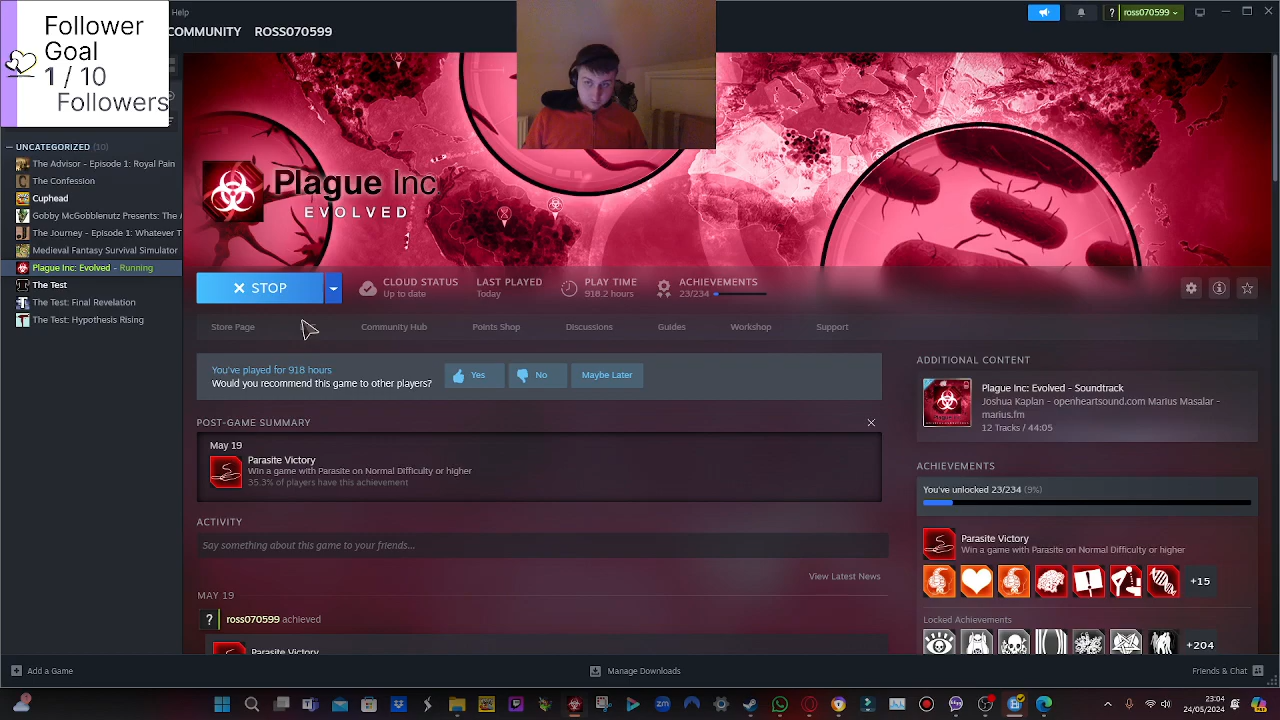 Follower
Goal
1 / 10
Followers
Help
COMMUNITY ROSS070599
? ross070599
UNCATEGORIZED (10)
The Advisor - Episode 1: Royal Pain
The Confession
Cuphead
Gobby McGobblenutz Presents: The A
The Journey - Episode 1: Whatever T
Medieval Fantasy Survival Simulator
Plague Inc: Evolved - Running
The Test
The Test: Final Revelation
The Test: Hypothesis Rising
Plague Inc.
EVOLVED
STOP
CLOUD STATUS
Up to date
LAST PLAYED
Today
PLAY TIME
918.2 hours
ACHIEVEMENTS
23/234
Store Page Community Hub Points Shop Discussions Guides Workshop Support
You've played for 918 hours
Would you recommend this game to other players?
Yes No Maybe Later
POST-GAME SUMMARY
May 19
Parasite Victory
Win a game with Parasite on Normal Difficulty or higher
35.3% of players have this achievement
ACTIVITY
Say something about this game to your friends...
View Latest News
MAY 19
? ross070599 achieved
Parasite Victory
ADDITIONAL CONTENT
Plague Inc: Evolved - Soundtrack
Joshua Kaplan - openheartsound.com Marius Masalar -
marius.fm
12 Tracks / 44:05
ACHIEVEMENTS
You've unlocked 23/234 (9%)
Parasite Victory
Win a game with Parasite on Normal Difficulty or higher
+15
Locked Achievements
+204
Add a Game Manage Downloads Friends & Chat
23:04
24/05/2024